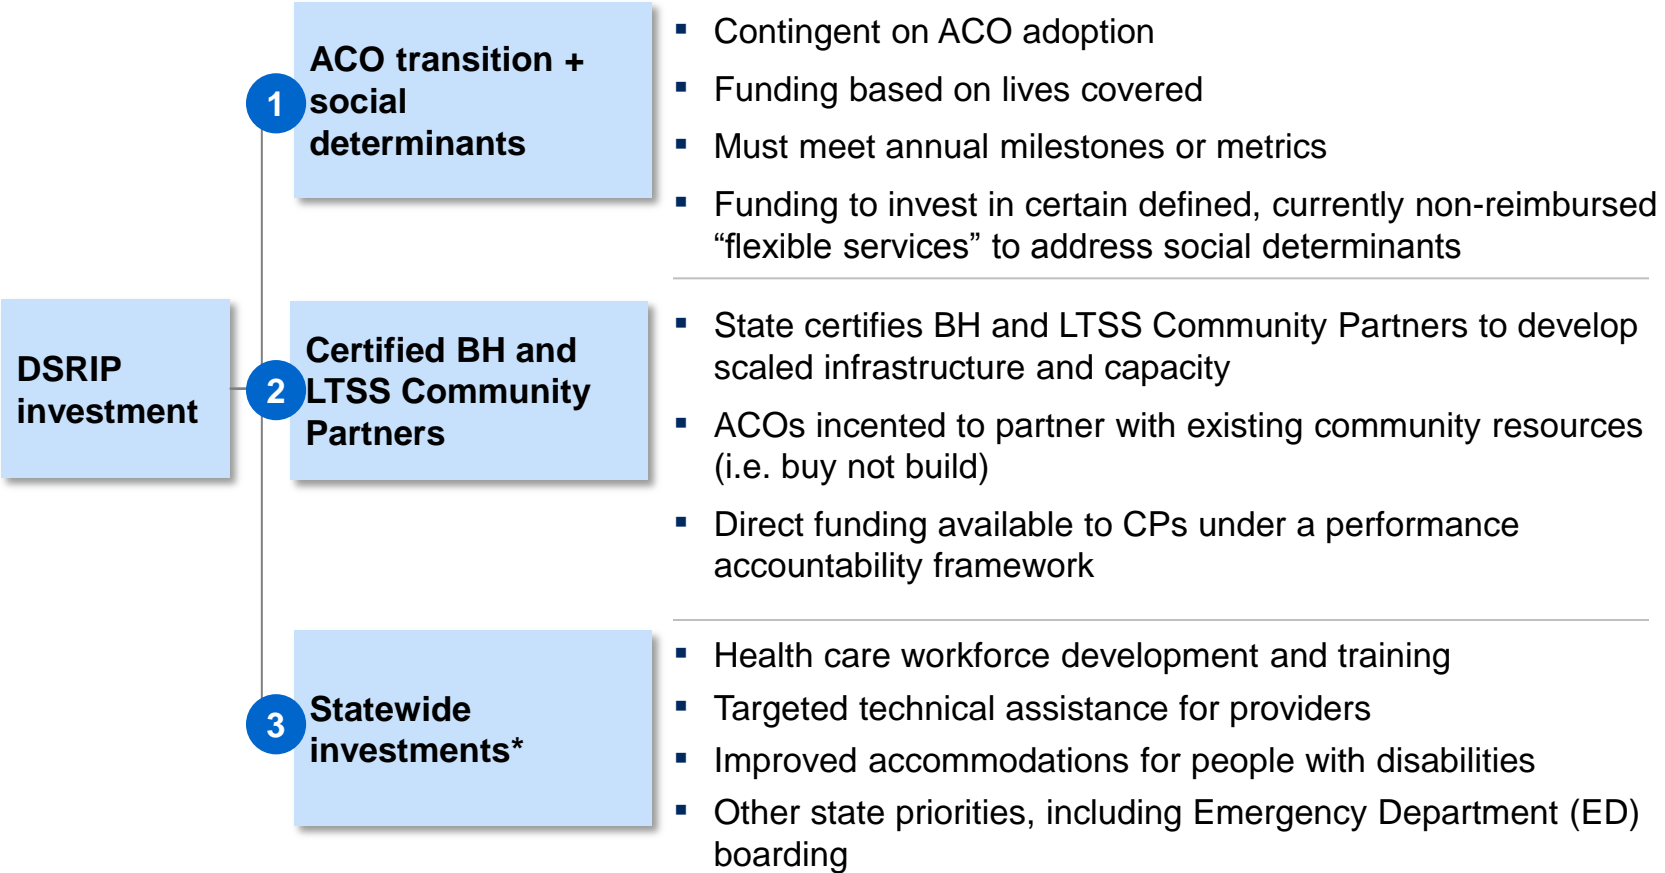 DSRIP
investment
1
ACO transition +
social
determinants
▪ Contingent on ACO adoption
▪ Funding based on lives covered
▪ Must meet annual milestones or metrics
▪ Funding to invest in certain defined, currently non-reimbursed
“flexible services” to address social determinants
2
Certified BH and
LTSS Community
Partners
▪ State certifies BH and LTSS Community Partners to develop
scaled infrastructure and capacity
▪ ACOs incented to partner with existing community resources
(i.e. buy not build)
▪ Direct funding available to CPs under a performance
accountability framework
3
Statewide
investments*
▪ Health care workforce development and training
▪ Targeted technical assistance for providers
▪ Improved accommodations for people with disabilities
▪ Other state priorities, including Emergency Department (ED)
boarding